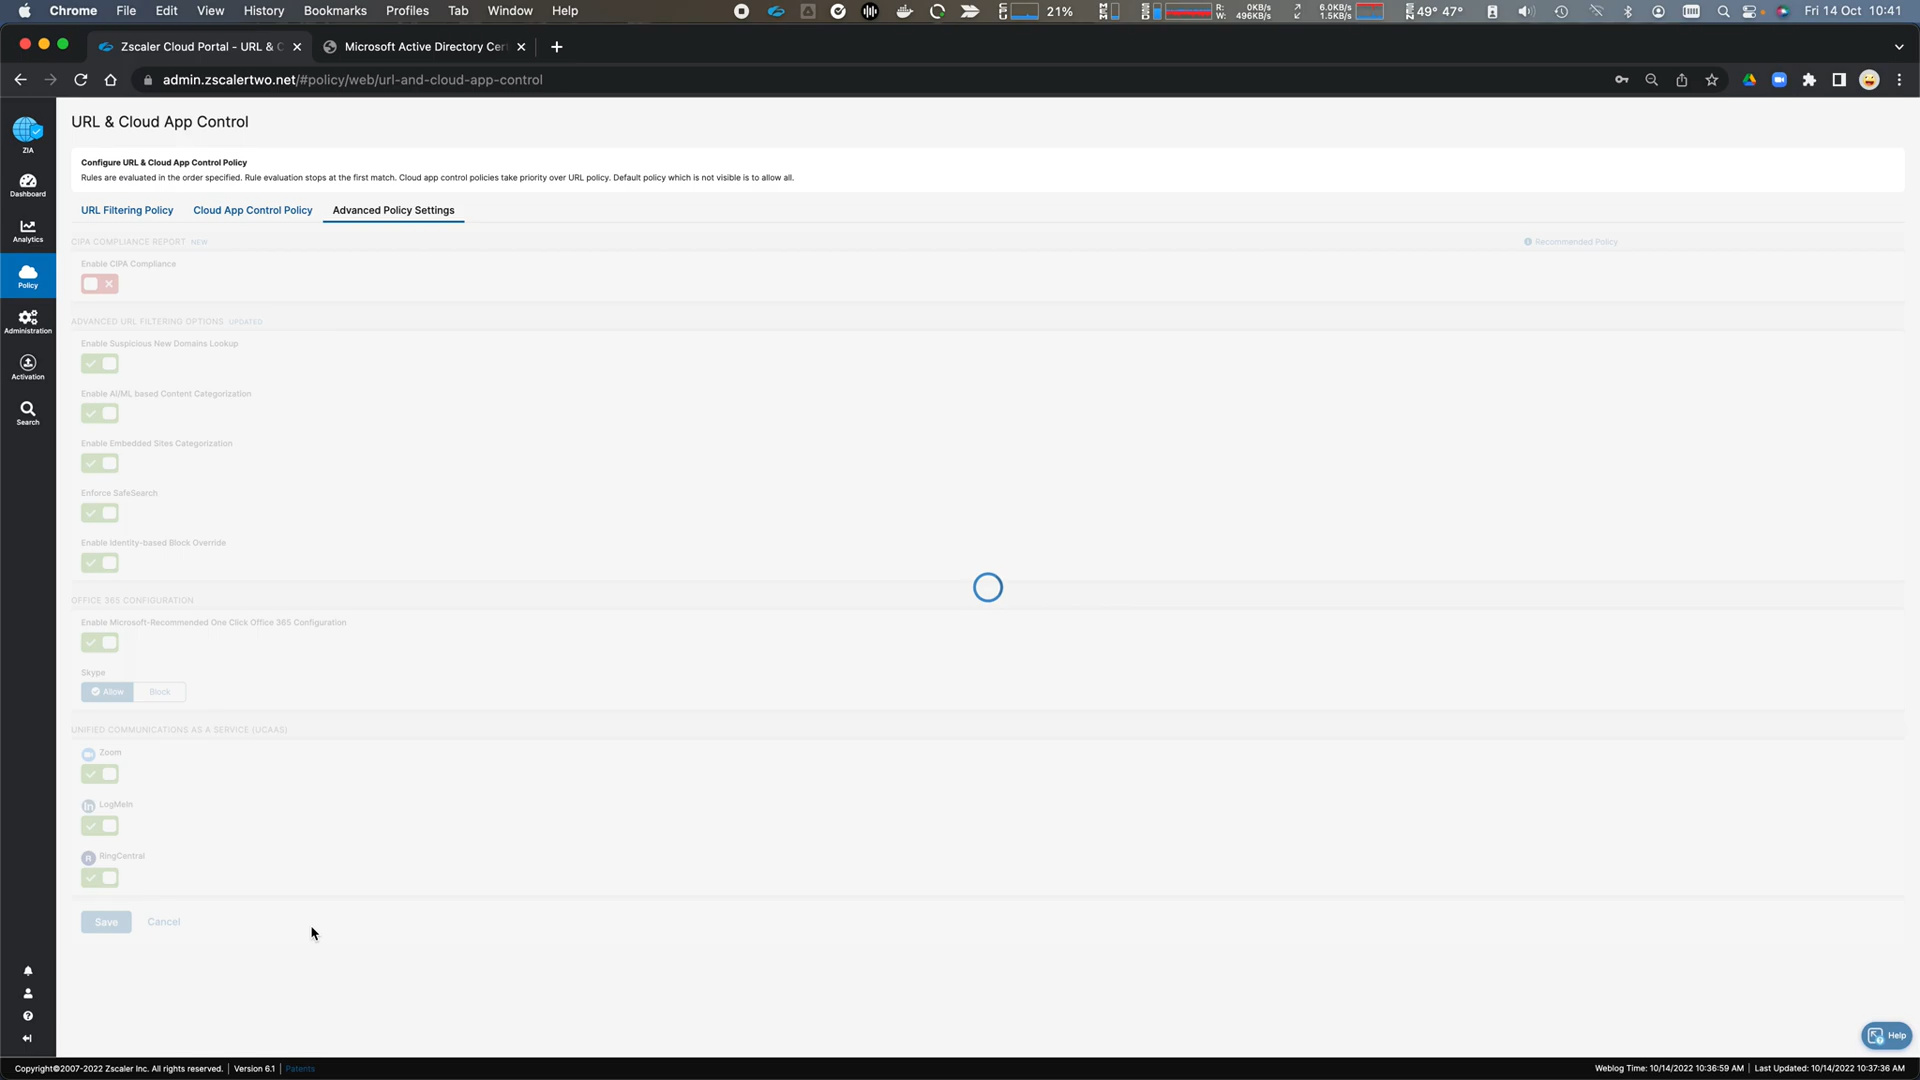 Chrome File Edit View History Bookmarks Profiles Tab Window Help 21% R: 0KB/s W: 496KB/s 6.0KB/s 1.5KB/s 49° 47° Fri 14 Oct 10:41
Zscaler Cloud Portal - URL & C
Microsoft Active Directory Cer
admin.zscalertwo.net/#policy/web/url-and-cloud-app-control
ZIA
Dashboard
Analytics
Policy
Administration
Activation
Search
URL & Cloud App Control
Configure URL & Cloud App Control Policy
Rules are evaluated in the order specified. Rule evaluation stops at the first match. Cloud app control policies take priority over URL policy. Default policy which is not visible is to allow all.
URL Filtering Policy Cloud App Control Policy Advanced Policy Settings
CIPA COMPLIANCE REPORT NEW Recommended Policy
Enable CIPA Compliance
ADVANCED URL FILTERING OPTIONS UPDATED
Enable Suspicious New Domains Lookup
Enable AI/ML based Content Categorization
Enable Embedded Sites Categorization
Enforce SafeSearch
Enable Identity-based Block Override
OFFICE 365 CONFIGURATION
Enable Microsoft-Recommended One Click Office 365 Configuration
Skype
Allow Block
UNIFIED COMMUNICATIONS AS A SERVICE (UCAAS)
Zoom
LogMeIn
RingCentral
Save Cancel
Help
Copyright©2007-2022 Zscaler Inc. All rights reserved. | Version 6.1 | Patents
Weblog Time: 10/14/2022 10:36:59 AM | Last Updated: 10/14/2022 10:37:36 AM